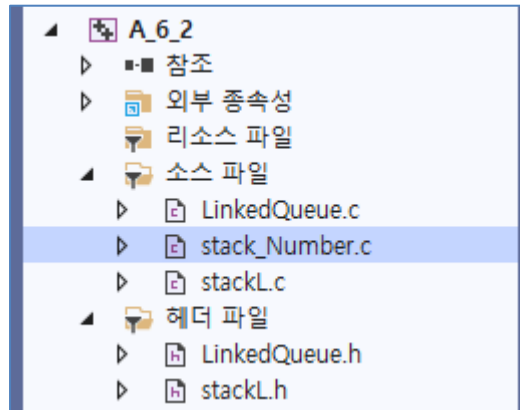 A_6_2
참조
외부 종속성
리소스 파일
소스 파일
LinkedQueue.c
stack_Number.c
stackL.c
헤더 파일
LinkedQueue.h
stackL.h